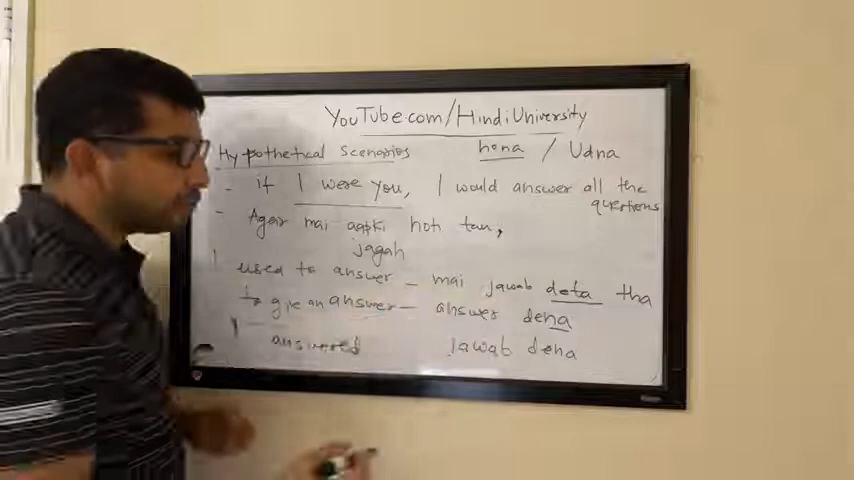 YouTube.com/HindiUniversity
Hypothetical Scenarios hona / Udna
- if I were you, I would answer all the
questions
- Agar mai aapki hoti tau,
jagah
I used to answer - mai jawab deta tha
to give an answer - answer dena
I answered Jawab dena